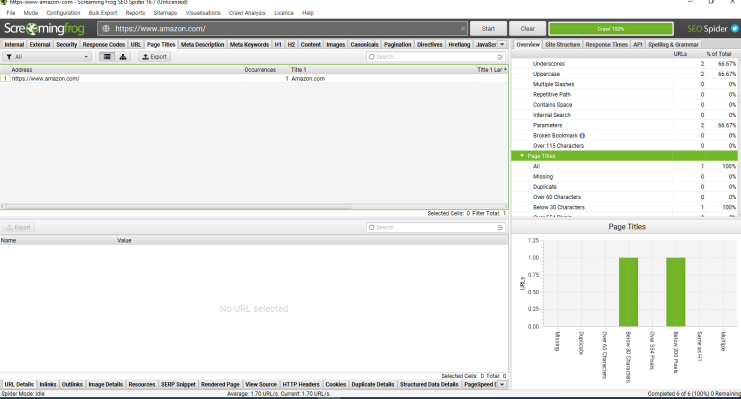 https-www-amazon-com - Screaming Frog SEO Spider 16.7 (Unlicensed)
File Mode Configuration Bulk Export Reports Sitemaps Visualisations Crawl Analysis Licence Help
Screamingfrog https://www.amazon.com/ Start Clear Crawl 100% SEO Spider
Internal External Security Response Codes URL Page Titles Meta Description Meta Keywords H1 H2 Content Images Canonicals Pagination Directives Hreflang JavaScr
All Export Search...
Address Occurrences Title 1 Title 1 Ler
1 https://www.amazon.com/ 1 Amazon.com
Selected Cells: 0 Filter Total: 1
Export Search...
Name Value
No URL selected
Selected Cells: 0 Total: 0
URL Details Inlinks Outlinks Image Details Resources SERP Snippet Rendered Page View Source HTTP Headers Cookies Duplicate Details Structured Data Details PageSpeed D
Overview Site Structure Response Times API Spelling & Grammar
URLs % of Total
Underscores 2 66.67%
Uppercase 2 66.67%
Multiple Slashes 0 0%
Repetitive Path 0 0%
Contains Space 0 0%
Internal Search 0 0%
Parameters 2 66.67%
Broken Bookmark 0 0%
Over 115 Characters 0 0%
Page Titles
All 1 100%
Missing 0 0%
Duplicate 0 0%
Over 60 Characters 0 0%
Below 30 Characters 1 100%
Over 554 Pixels 0 0%
Page Titles
1.25
1.00
0.75
0.50
0.25
0.00
URLs
Missing
Duplicate
Over 60 Characters
Below 30 Characters
Over 554 Pixels
Below 200 Pixels
Same as H1
Multiple
Spider Mode: Idle Average: 1.70 URL/s. Current: 1.70 URL/s. Completed 6 of 6 (100%) 0 Remaining